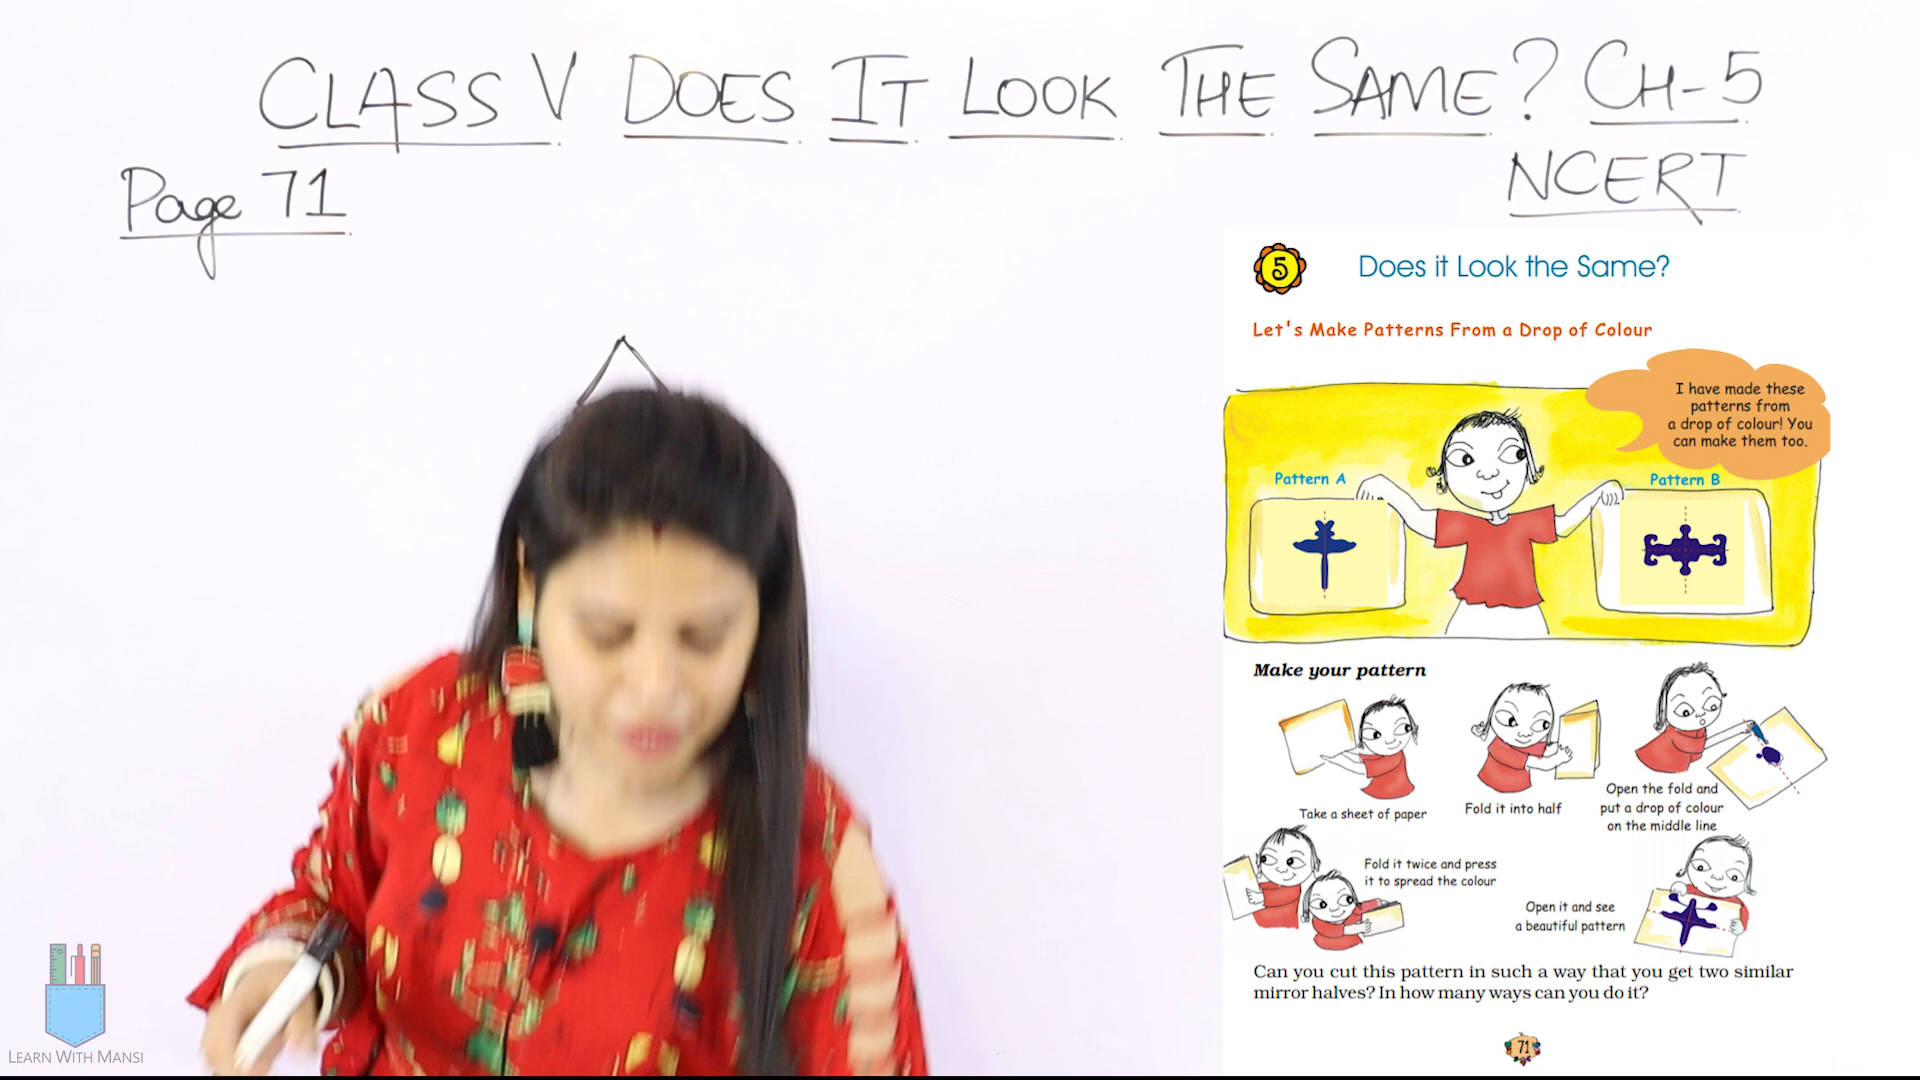 CLASS V DOES IT LOOK THE SAME? CH-5
NCERT
Page 71
5
Does it Look the Same?
Let's Make Patterns From a Drop of Colour
I have made these
patterns from
a drop of colour! You
can make them too.
Pattern A
Pattern B
Make your pattern
Take a sheet of paper
Fold it into half
Open the fold and
put a drop of colour
on the middle line
Fold it twice and press
it to spread the colour
Open it and see
a beautiful pattern
Can you cut this pattern in such a way that you get two similar
mirror halves? In how many ways can you do it?
71
LEARN WITH MANSI